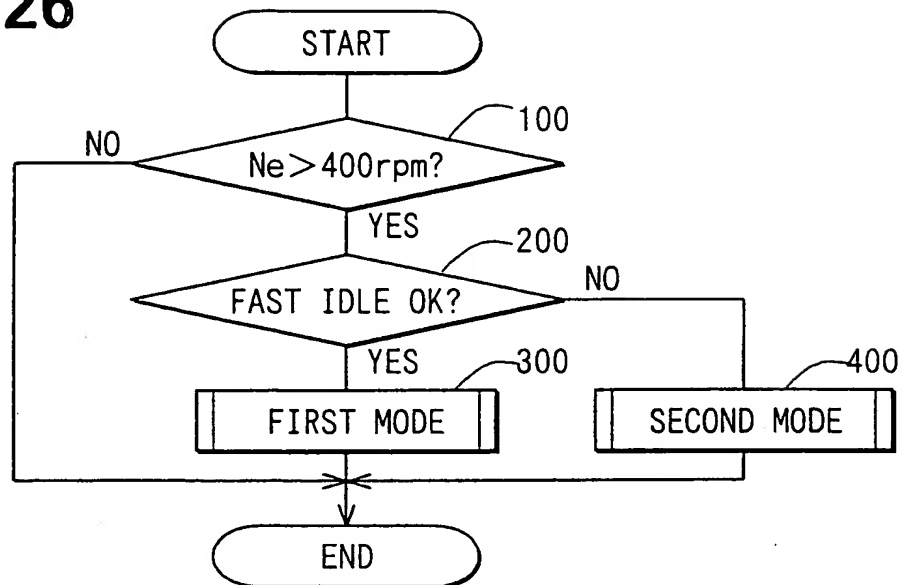 26
START
100
NO
Ne>400rpm?
YES
200
NO
FAST IDLE OK?
YES
300
400
FIRST MODE
SECOND MODE
END